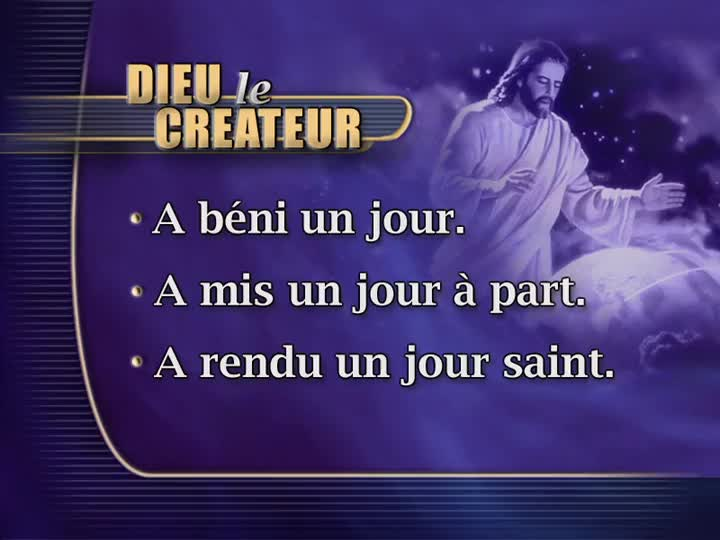 DIEU le
CREATEUR
• A béni un jour.
• A mis un jour à part.
• A rendu un jour saint.